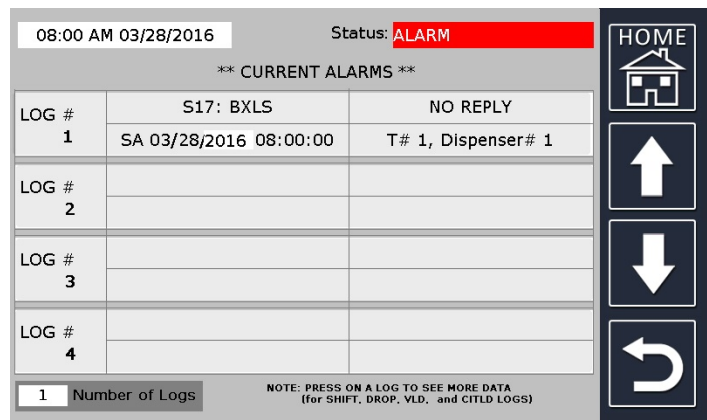 08:00 AM 03/28/2016 Status: ALARM HOME
** CURRENT ALARMS **
LOG # 1 S17: BXLS NO REPLY
SA 03/28/2016 08:00:00 T# 1, Dispenser# 1
LOG # 2
LOG # 3
LOG # 4
1 Number of Logs NOTE: PRESS ON A LOG TO SEE MORE DATA
(for SHIFT, DROP, VLD, and CITLD LOGS)